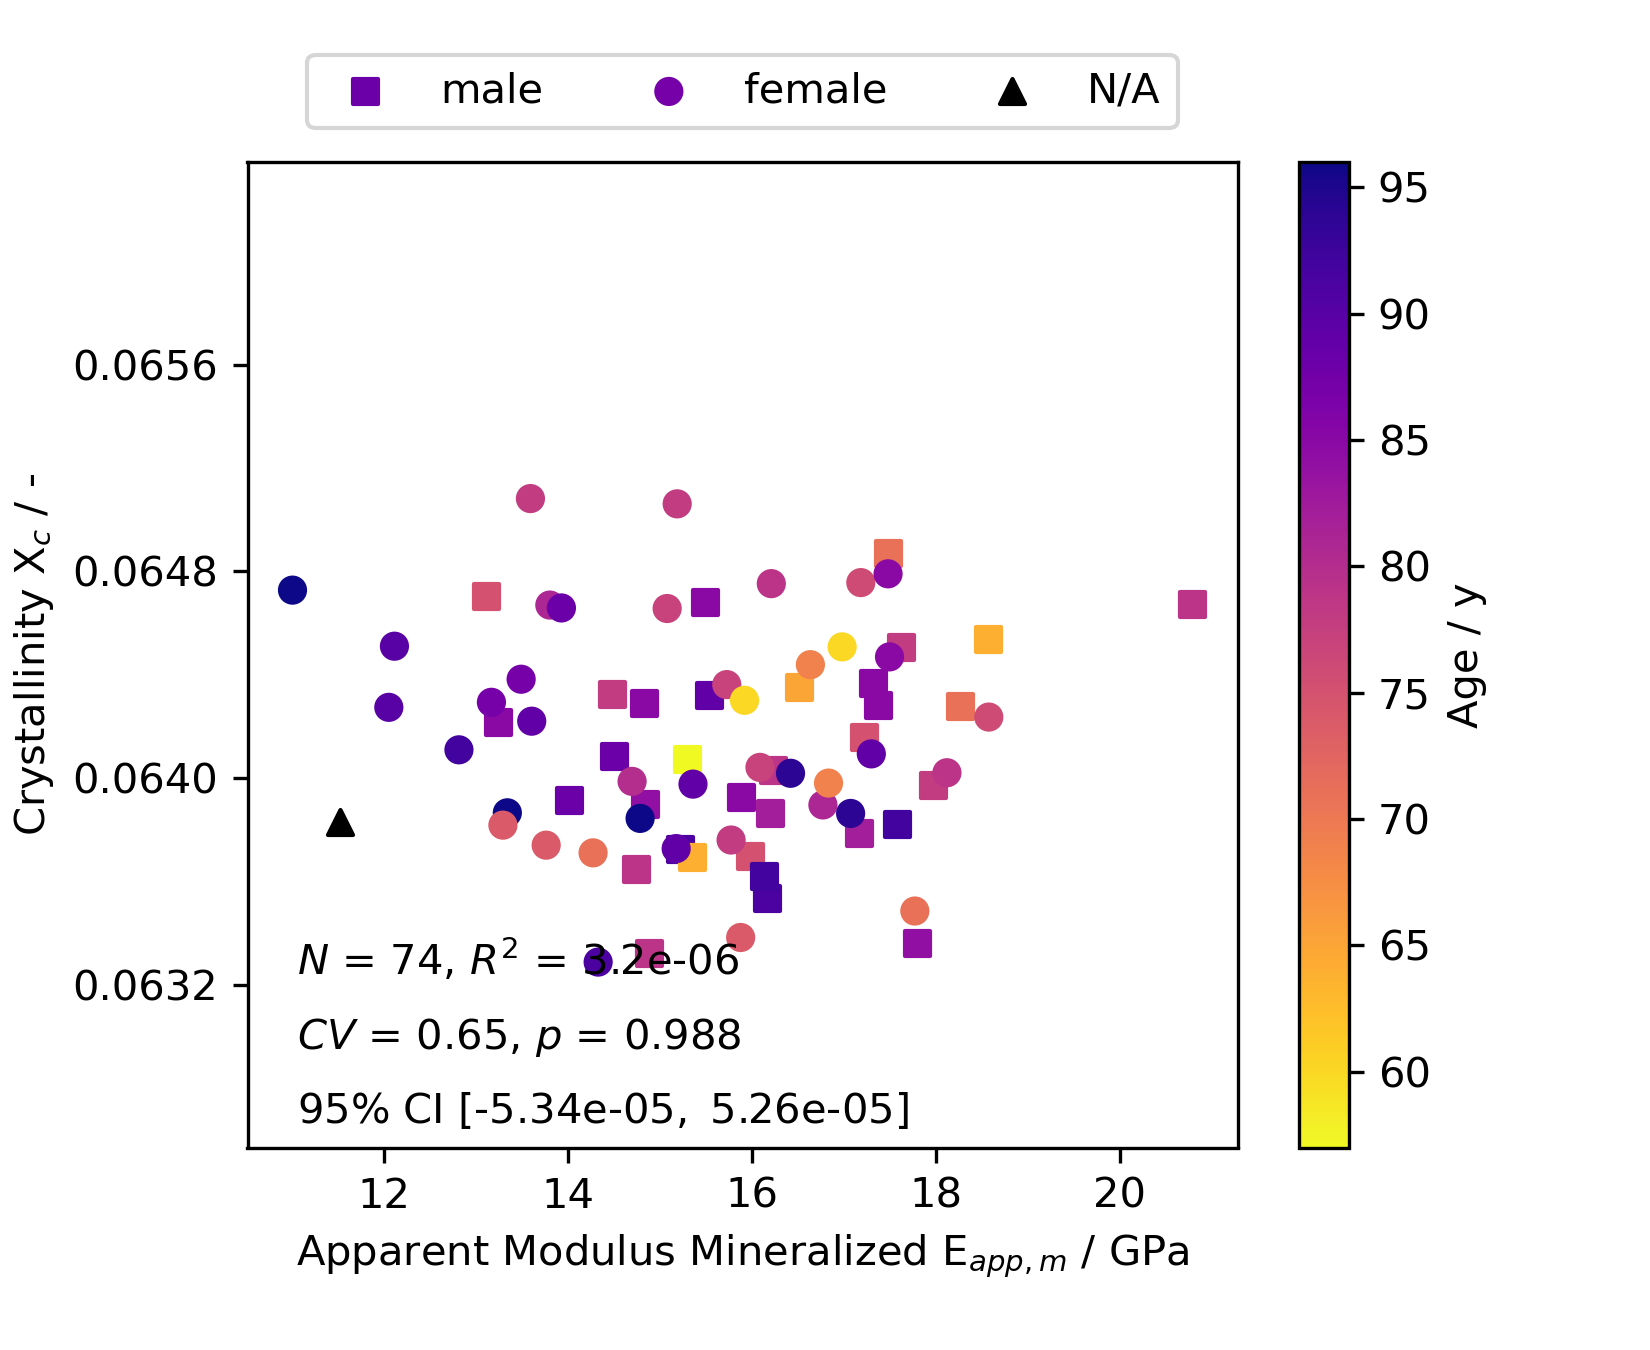 male female N/A
0.0656
0.0648
0.0640
0.0632
Crystallinity X_c / -
N = 74, R² = 3.2e-06
CV = 0.65, p = 0.988
95% CI [-5.34e-05, 5.26e-05]
12 14 16 18 20
Apparent Modulus Mineralized E_app,m / GPa
95
90
85
80
75
70
65
60
Age / y